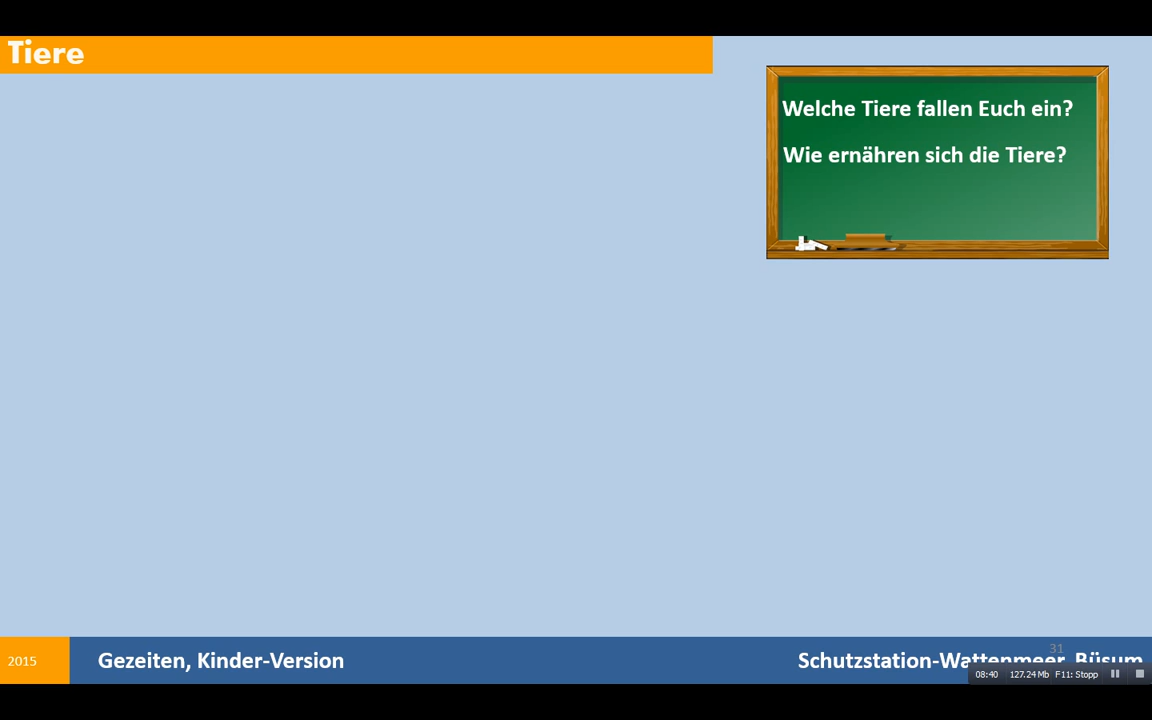 Tiere
Welche Tiere fallen Euch ein?
Wie ernähren sich die Tiere?
2015
Gezeiten, Kinder-Version
31
Schutzstation-Wattenmeer, Büsum
08:40 127.24 Mb F11: Stopp